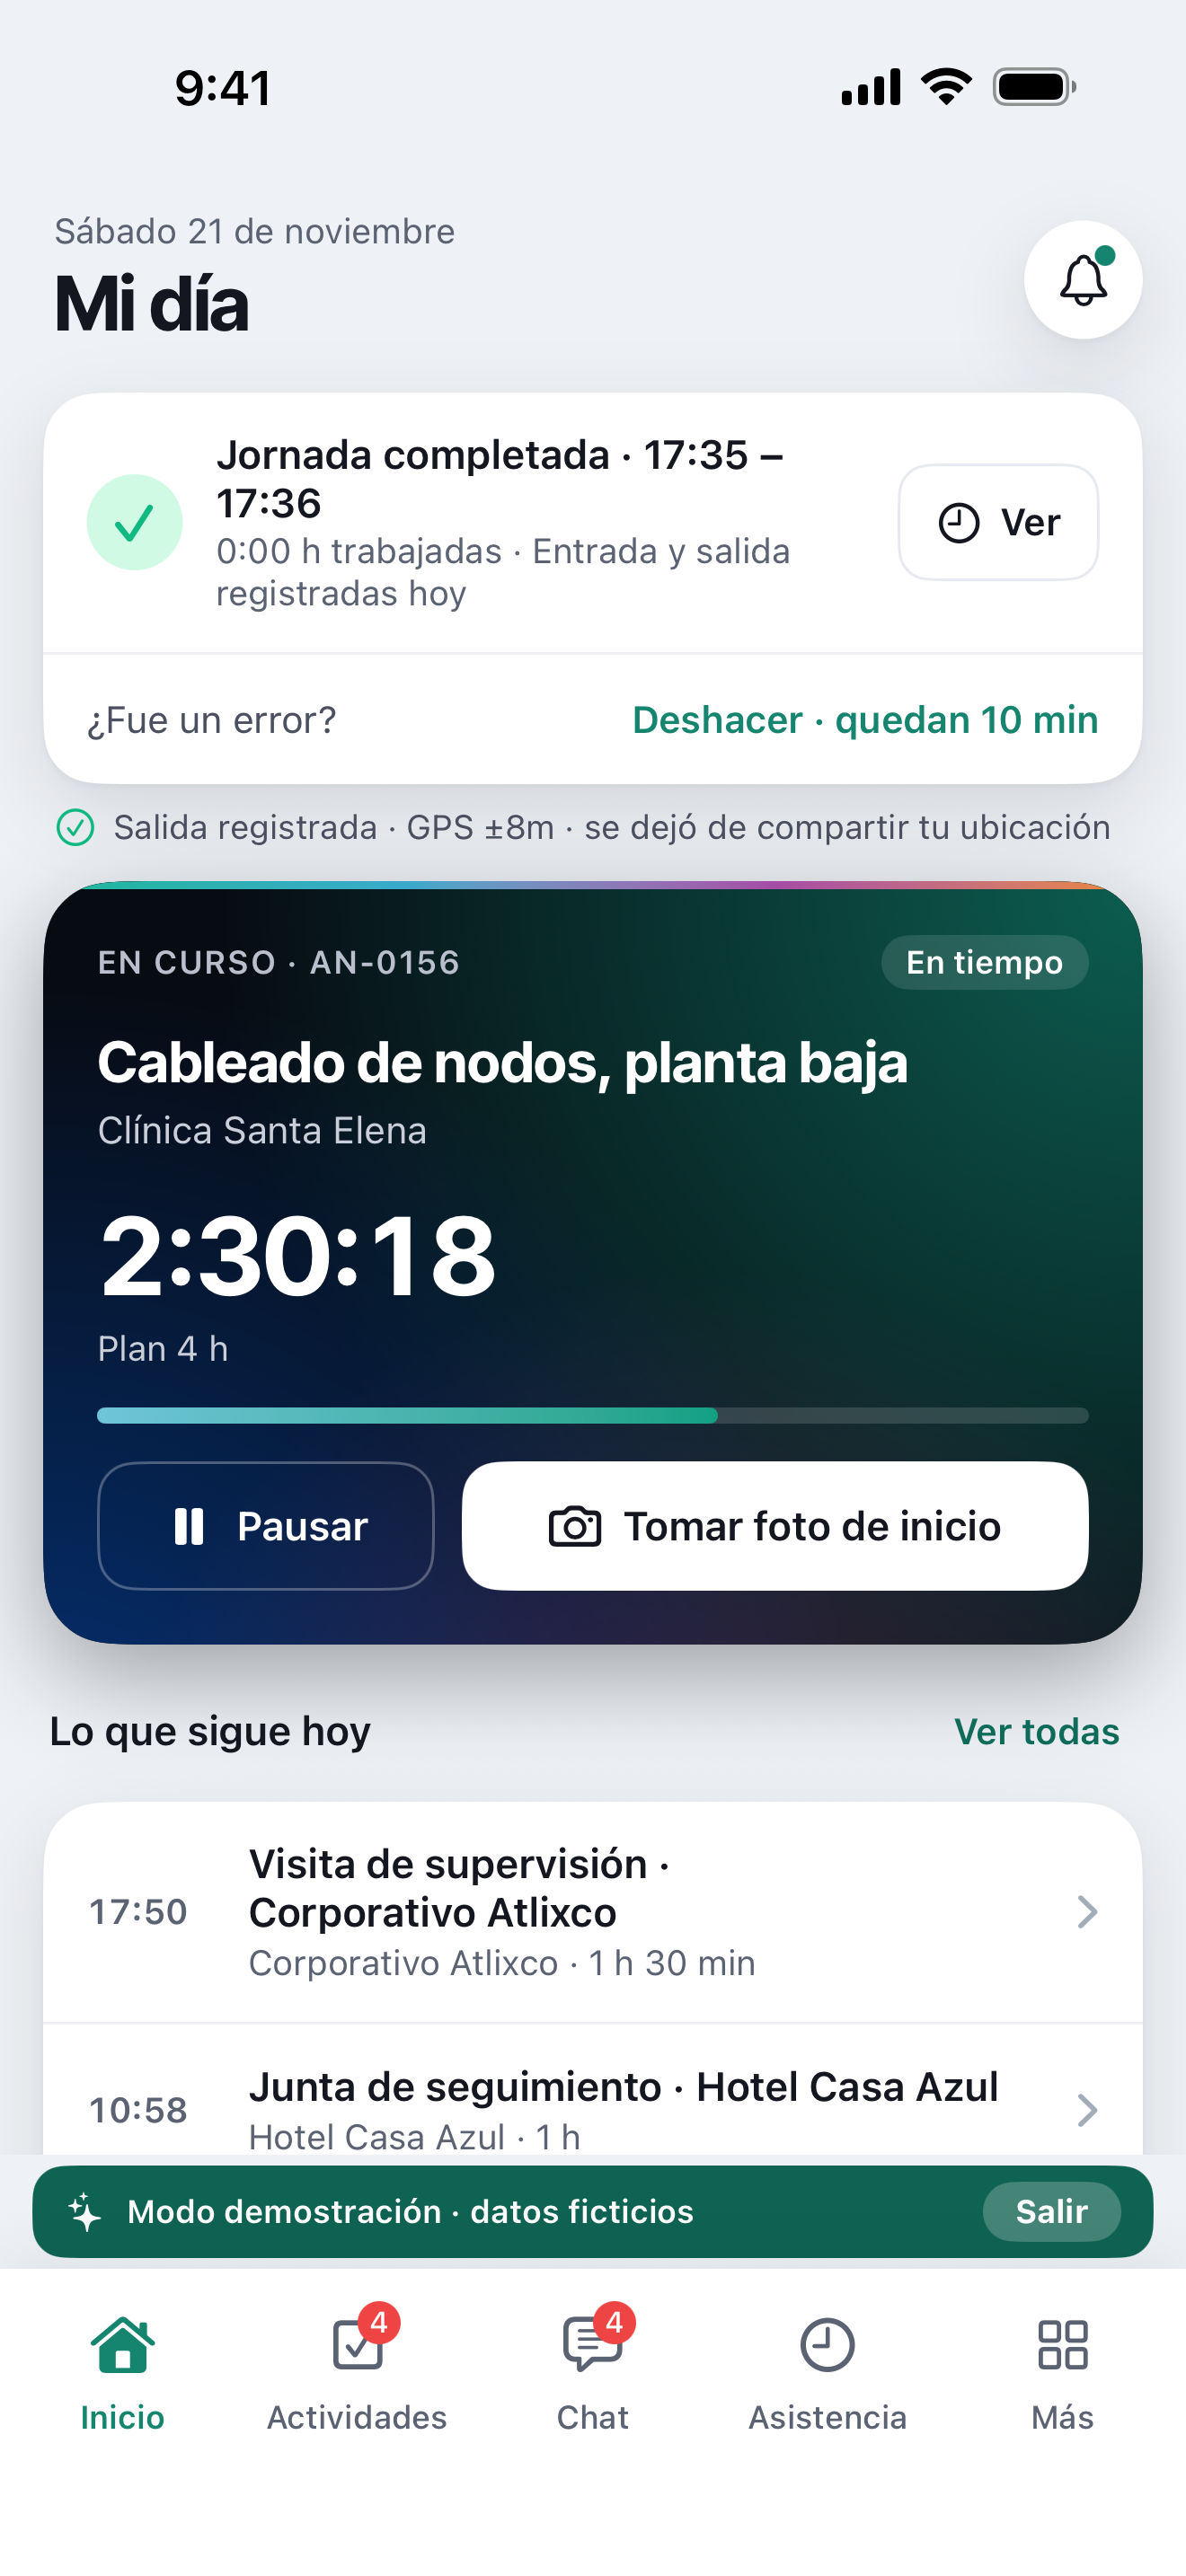 9:41
Sábado 21 de noviembre
Mi día
Jornada completada · 17:35 –
17:36
0:00 h trabajadas · Entrada y salida
registradas hoy
Ver
¿Fue un error?
Deshacer · quedan 10 min
Salida registrada · GPS ±8m · se dejó de compartir tu ubicación
EN CURSO · AN-0156
En tiempo
Cableado de nodos, planta baja
Clínica Santa Elena
2:30:18
Plan 4 h
Pausar
Tomar foto de inicio
Lo que sigue hoy
Ver todas
17:50
Visita de supervisión ·
Corporativo Atlixco
Corporativo Atlixco · 1 h 30 min
10:58
Junta de seguimiento · Hotel Casa Azul
Hotel Casa Azul · 1 h
Modo demostración · datos ficticios
Salir
4
4
Inicio
Actividades
Chat
Asistencia
Más